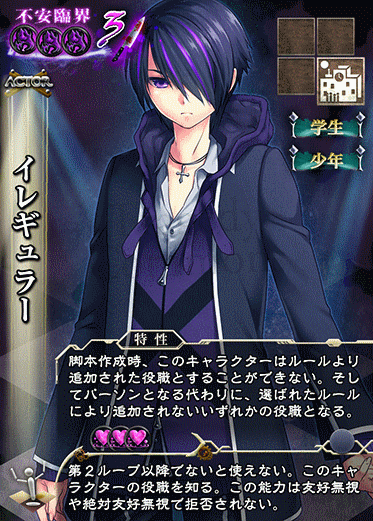 不安臨界
3
ACTOR
学生
少年
イレギュラー
特性
脚本作成時、このキャラクターはルールより
追加された役職とすることができない。そし
てパーソンとなる代わりに、選ばれたルール
により追加されないいずれかの役職となる。
第2ループ以降でないと使えない。このキャ
ラクターの役職を知る。この能力は友好無視
や絶対友好無視で拒否されない。